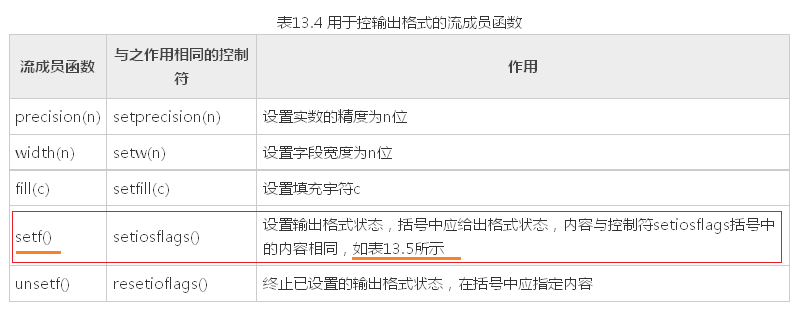 表13.4 用于控输出格式的流成员函数
流成员函数
与之作用相同的控制
符
作用
precision(n)
setprecision(n)
设置实数的精度为n位
width(n)
setw(n)
设置字段宽度为n位
fill(c)
setfill(c)
设置填充宇符c
setf()
setiosflags()
设置输出格式状态，括号中应给出格式状态，内容与控制符setiosflags括号中
的内容相同，如表13.5所示
unsetf()
resetioflags()
终止已设置的输出格式状态，在括号中应指定内容